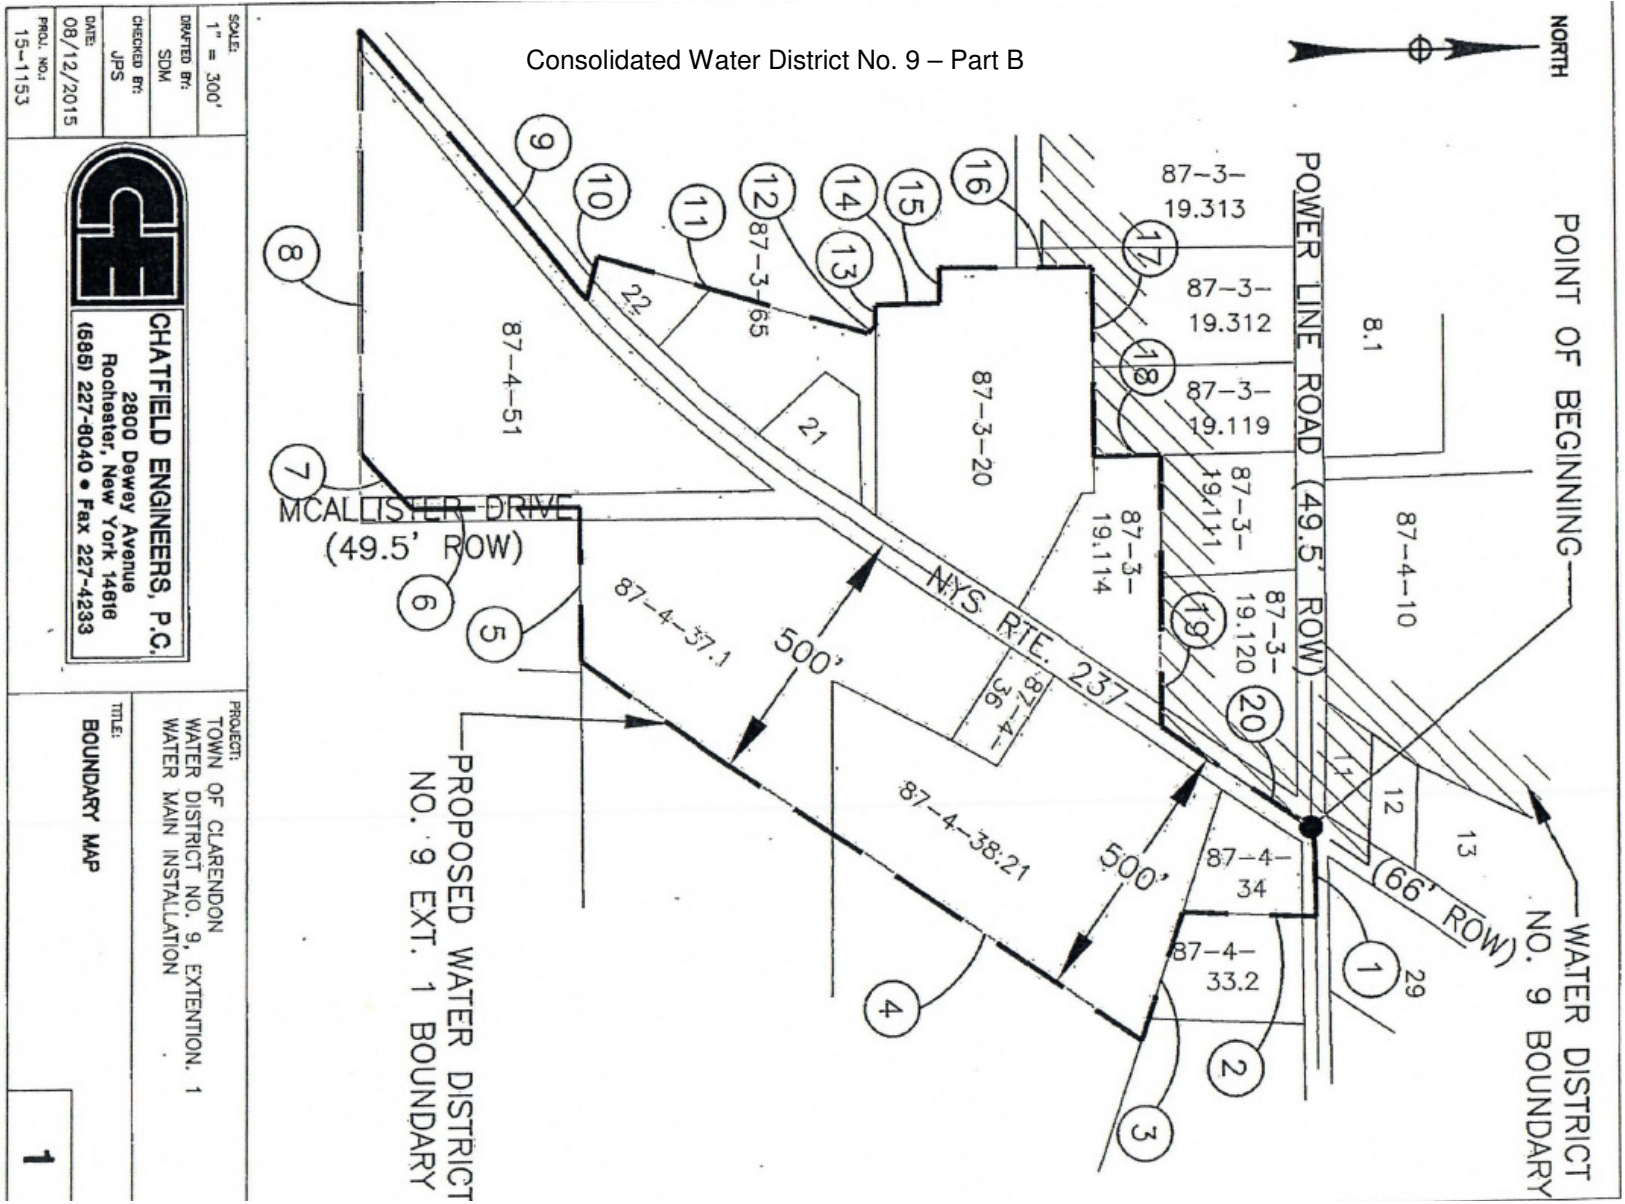 Consolidated Water District No. 9 – Part B
NORTH
POINT OF BEGINNING
POWER LINE ROAD (49.5' ROW)
WATER DISTRICT
NO. 9 BOUNDARY
8.1
87-4-10
87-3-
19.313
87-3-
19.312
87-3-
19.119
87-3-
19.111
87-3-
19.120
87-3-
19.114
11
12
13
29
(66' ROW)
NYS RTE. 237
87-3-20
87-3-65
21
22
87-4-51
87-4-37.1
87-4-
36
87-4-38.21
87-4-
34
87-4-
33.2
500'
500'
MCALLISTER DRIVE
(49.5' ROW)
1
2
3
4
5
6
7
8
9
10
11
12
13
14
15
16
17
18
19
20
PROPOSED WATER DISTRICT
NO. 9 EXT. 1 BOUNDARY
SCALE:
1" = 300'
DRAFTED BY:
SDM
CHECKED BY:
JPS
DATE:
08/12/2015
PROJ. NO.:
15-1153
CE
CHATFIELD ENGINEERS, P.C.
2800 Dewey Avenue
Rochester, New York 14616
(585) 227-6040 • Fax 227-4233
PROJECT:
TOWN OF CLARENDON
WATER DISTRICT NO. 9, EXTENTION. 1
WATER MAIN INSTALLATION
TITLE:
BOUNDARY MAP
1